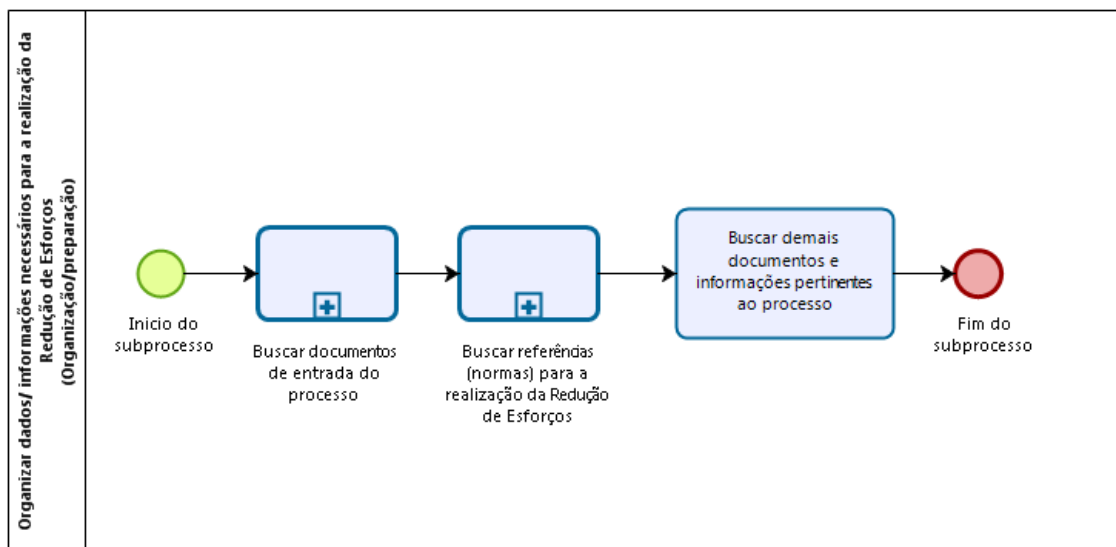 Organizar dados/ informações necessários para a realização da
Redução de Esforços
(Organização/preparação)
Inicio do
subprocesso
Buscar documentos
de entrada do
processo
Buscar referências
(normas) para a
realização da Redução
de Esforços
Buscar demais
documentos e
informações pertinentes
ao processo
Fim do
subprocesso